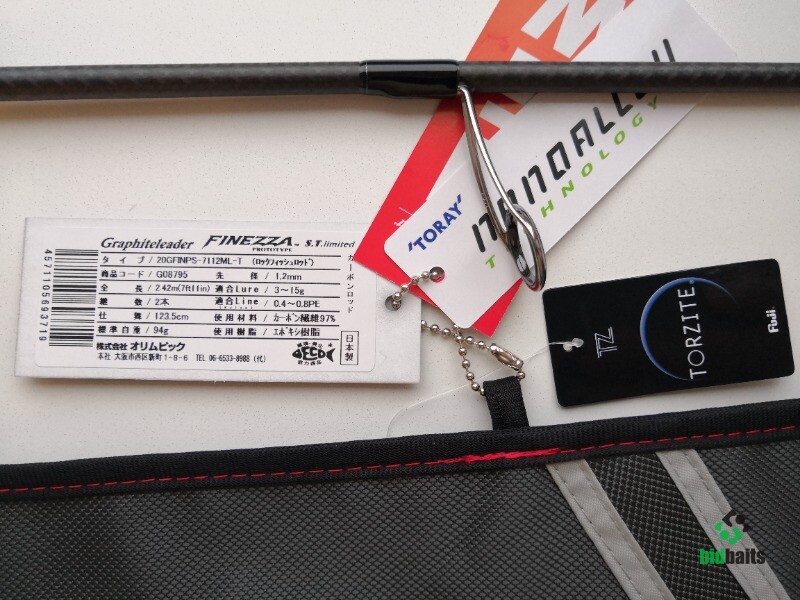 NANOALLOY
TECHNOLOGY
'TORAY'
Graphiteleader FINEZZA™ S.T.limited
PROTOTYPE
タイプ / 20GFINPS-7112ML-T (ロックフィッシュロッド)
商品コード / G08795 先径 / 1.2mm
全長 / 2.42m(7ft11in) 適合Lure / 3～15g
継数 / 2本 適合Line / 0.4～0.8PE
仕舞 / 123.5cm 使用材料 / カーボン繊維97%
標準自重 / 94g 使用樹脂 / エポキシ樹脂
株式会社 オリムピック
本社 大阪市西区新町1-8-6 TEL 06-6533-8988 (代)
4571105693719
カーボンロッド
日本製
TZ
TORZITE
Fuji
bidbaits